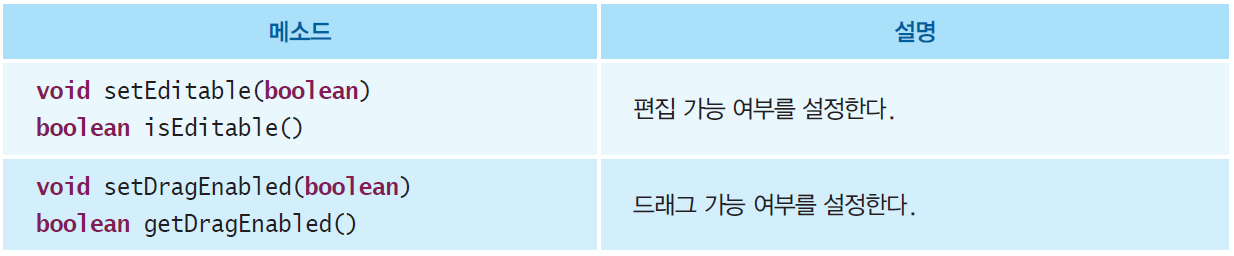 메소드 설명
void setEditable(boolean)
boolean isEditable()
편집 가능 여부를 설정한다.
void setDragEnabled(boolean)
boolean getDragEnabled()
드래그 가능 여부를 설정한다.